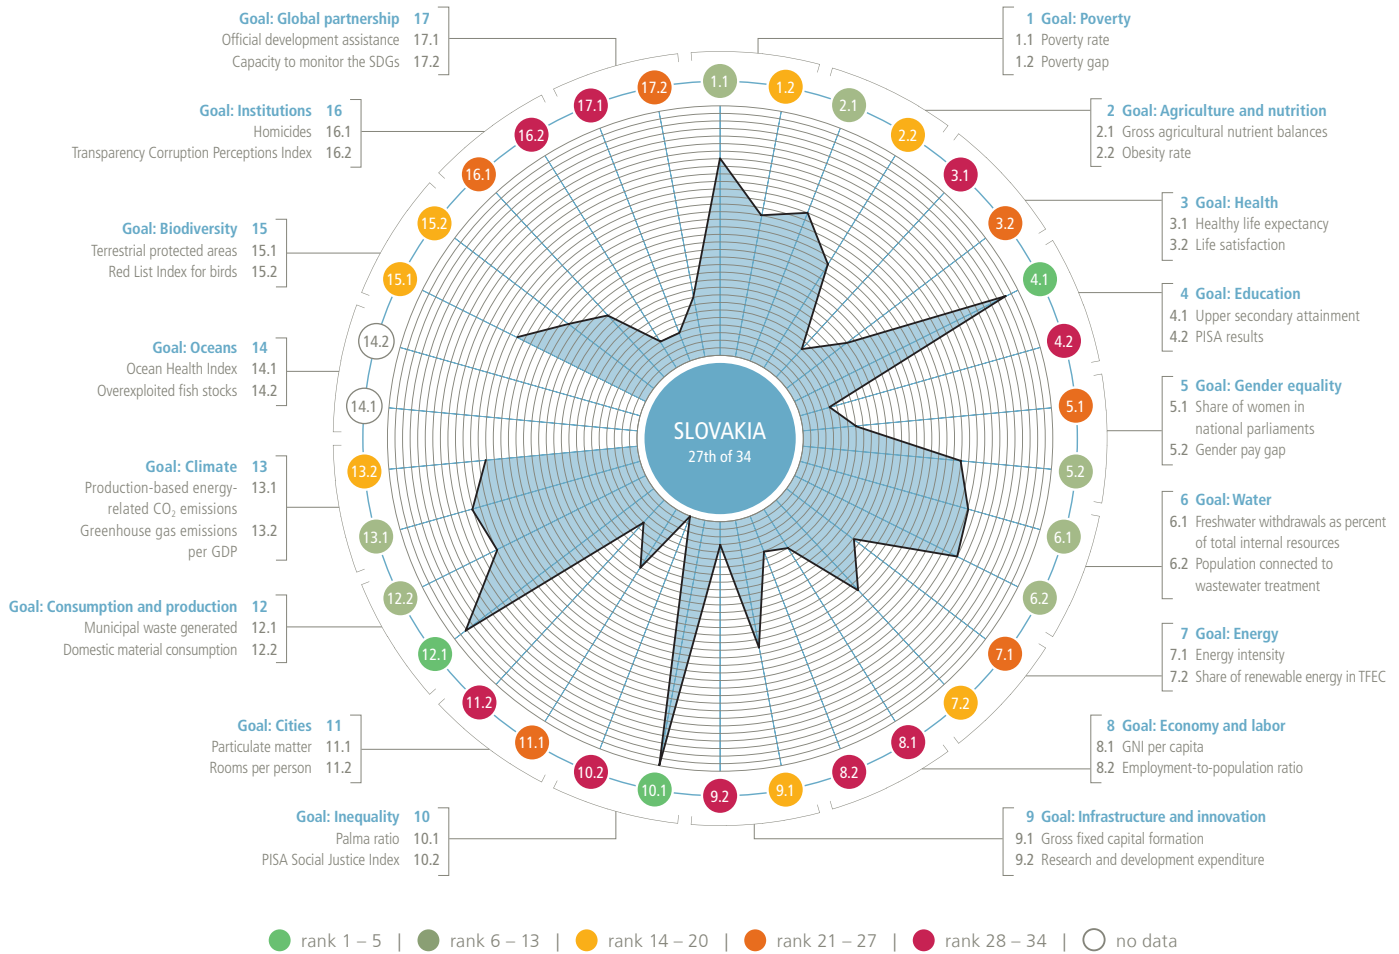 Goal: Global partnership 17
Official development assistance 17.1
Capacity to monitor the SDGs 17.2
Goal: Institutions 16
Homicides 16.1
Transparency Corruption Perceptions Index 16.2
Goal: Biodiversity 15
Terrestrial protected areas 15.1
Red List Index for birds 15.2
Goal: Oceans 14
Ocean Health Index 14.1
Overexploited fish stocks 14.2
Goal: Climate 13
Production-based energy- 13.1
related CO₂ emissions
Greenhouse gas emissions 13.2
per GDP
Goal: Consumption and production 12
Municipal waste generated 12.1
Domestic material consumption 12.2
Goal: Cities 11
Particulate matter 11.1
Rooms per person 11.2
Goal: Inequality 10
Palma ratio 10.1
PISA Social Justice Index 10.2
1 Goal: Poverty
1.1 Poverty rate
1.2 Poverty gap
2 Goal: Agriculture and nutrition
2.1 Gross agricultural nutrient balances
2.2 Obesity rate
3 Goal: Health
3.1 Healthy life expectancy
3.2 Life satisfaction
4 Goal: Education
4.1 Upper secondary attainment
4.2 PISA results
5 Goal: Gender equality
5.1 Share of women in
national parliaments
5.2 Gender pay gap
6 Goal: Water
6.1 Freshwater withdrawals as percent
of total internal resources
6.2 Population connected to
wastewater treatment
7 Goal: Energy
7.1 Energy intensity
7.2 Share of renewable energy in TFEC
8 Goal: Economy and labor
8.1 GNI per capita
8.2 Employment-to-population ratio
9 Goal: Infrastructure and innovation
9.1 Gross fixed capital formation
9.2 Research and development expenditure
1.1
1.2
2.1
2.2
3.1
3.2
4.1
4.2
5.1
5.2
6.1
6.2
7.1
7.2
8.1
8.2
9.1
9.2
10.1
10.2
11.1
11.2
12.1
12.2
13.1
13.2
14.1
14.2
15.1
15.2
16.1
16.2
17.1
17.2
SLOVAKIA
27th of 34
rank 1 – 5 | rank 6 – 13 | rank 14 – 20 | rank 21 – 27 | rank 28 – 34 | no data